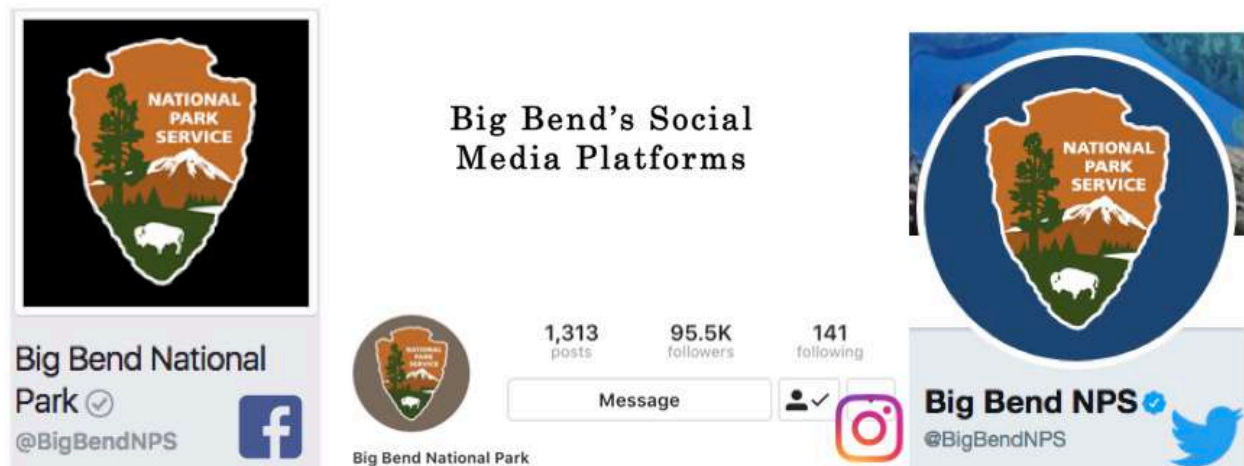 NATIONAL
PARK
SERVICE
Big Bend National
Park
@BigBendNPS
Big Bend's Social
Media Platforms
1,313 95.5K 141
posts followers following
NATIONAL
PARK
SERVICE
Message
Big Bend National Park
NATIONAL
PARK
SERVICE
Big Bend NPS
@BigBendNPS